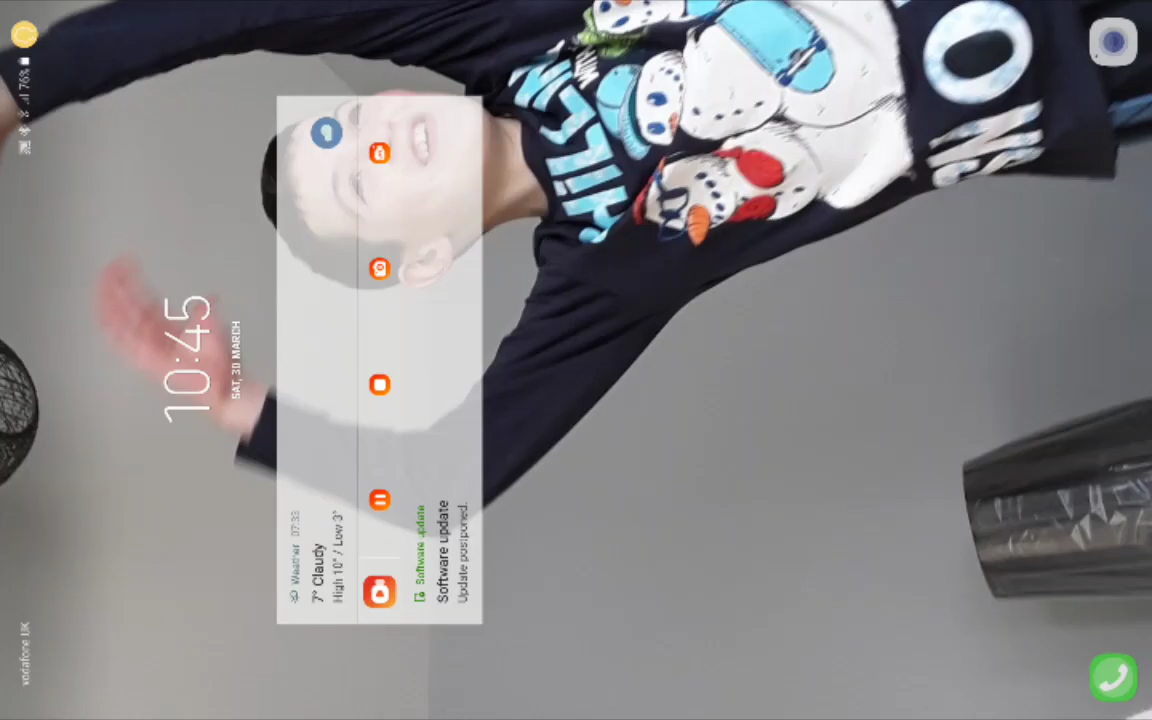 vodafone UK
76%
10:45
SAT, 30 MARCH
Weather 07:33
7° Claudy
High 10° / Low 3°
Software update
Software update
Update postponed.